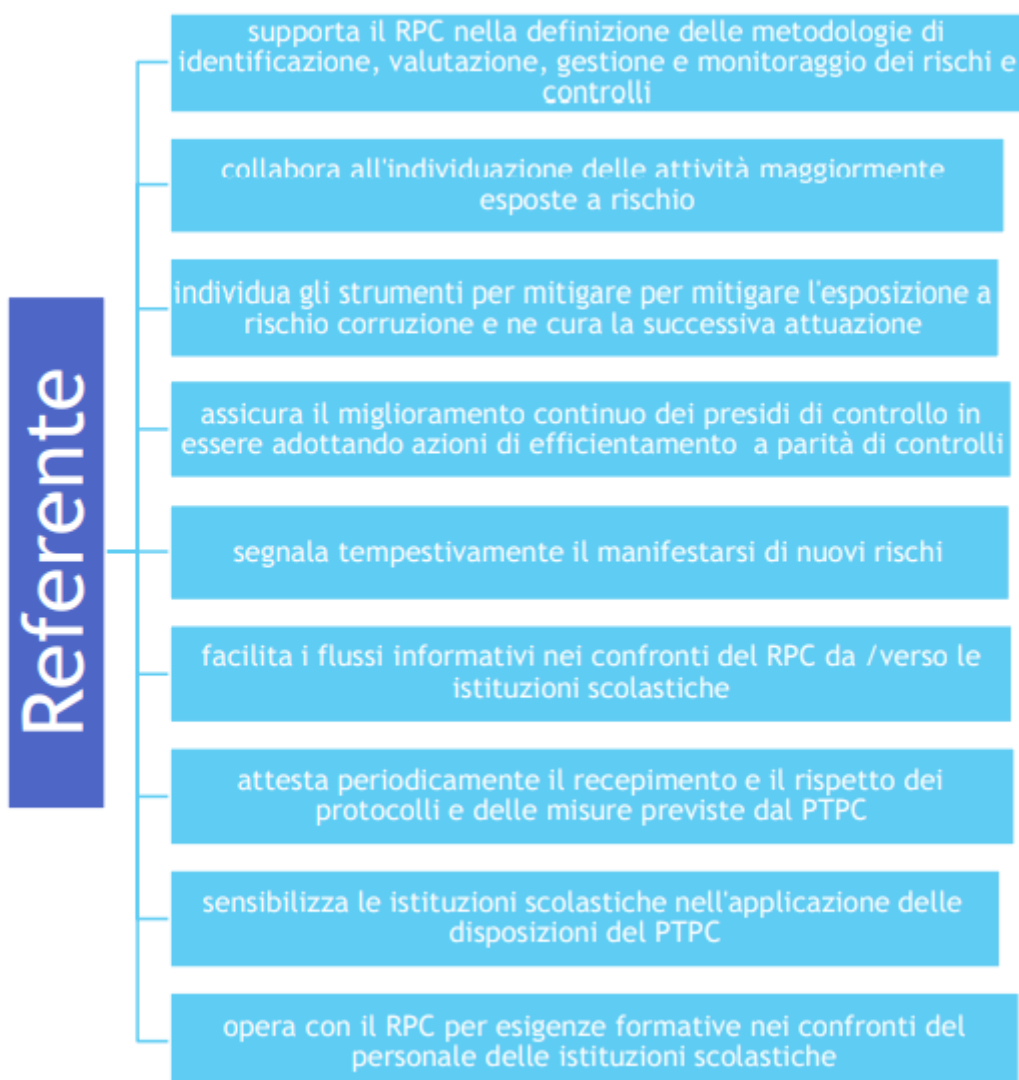 Referente
supporta il RPC nella definizione delle metodologie di
identificazione, valutazione, gestione e monitoraggio dei rischi e
controlli
collabora all'individuazione delle attività maggiormente
esposte a rischio
individua gli strumenti per mitigare per mitigare l'esposizione a
rischio corruzione e ne cura la successiva attuazione
assicura il miglioramento continuo dei presidi di controllo in
essere adottando azioni di efficientamento a parità di controlli
segnala tempestivamente il manifestarsi di nuovi rischi
facilita i flussi informativi nei confronti del RPC da /verso le
istituzioni scolastiche
attesta periodicamente il recepimento e il rispetto dei
protocolli e delle misure previste dal PTPC
sensibilizza le istituzioni scolastiche nell'applicazione delle
disposizioni del PTPC
opera con il RPC per esigenze formative nei confronti del
personale delle istituzioni scolastiche